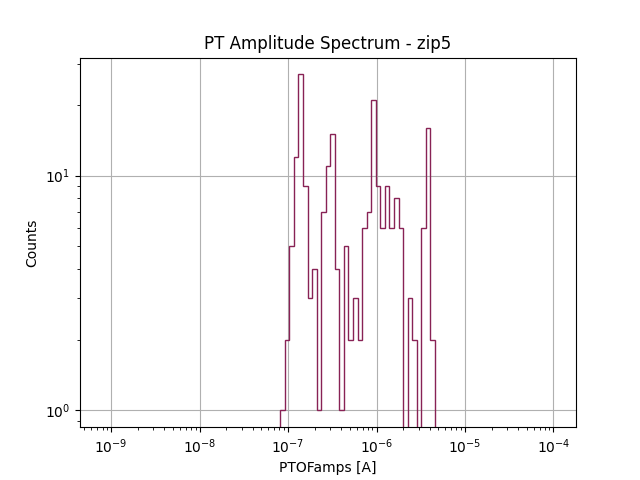 PT Amplitude Spectrum - zip5
Counts
10¹
10⁰
10⁻⁹ 10⁻⁸ 10⁻⁷ 10⁻⁶ 10⁻⁵ 10⁻⁴
PTOFamps [A]